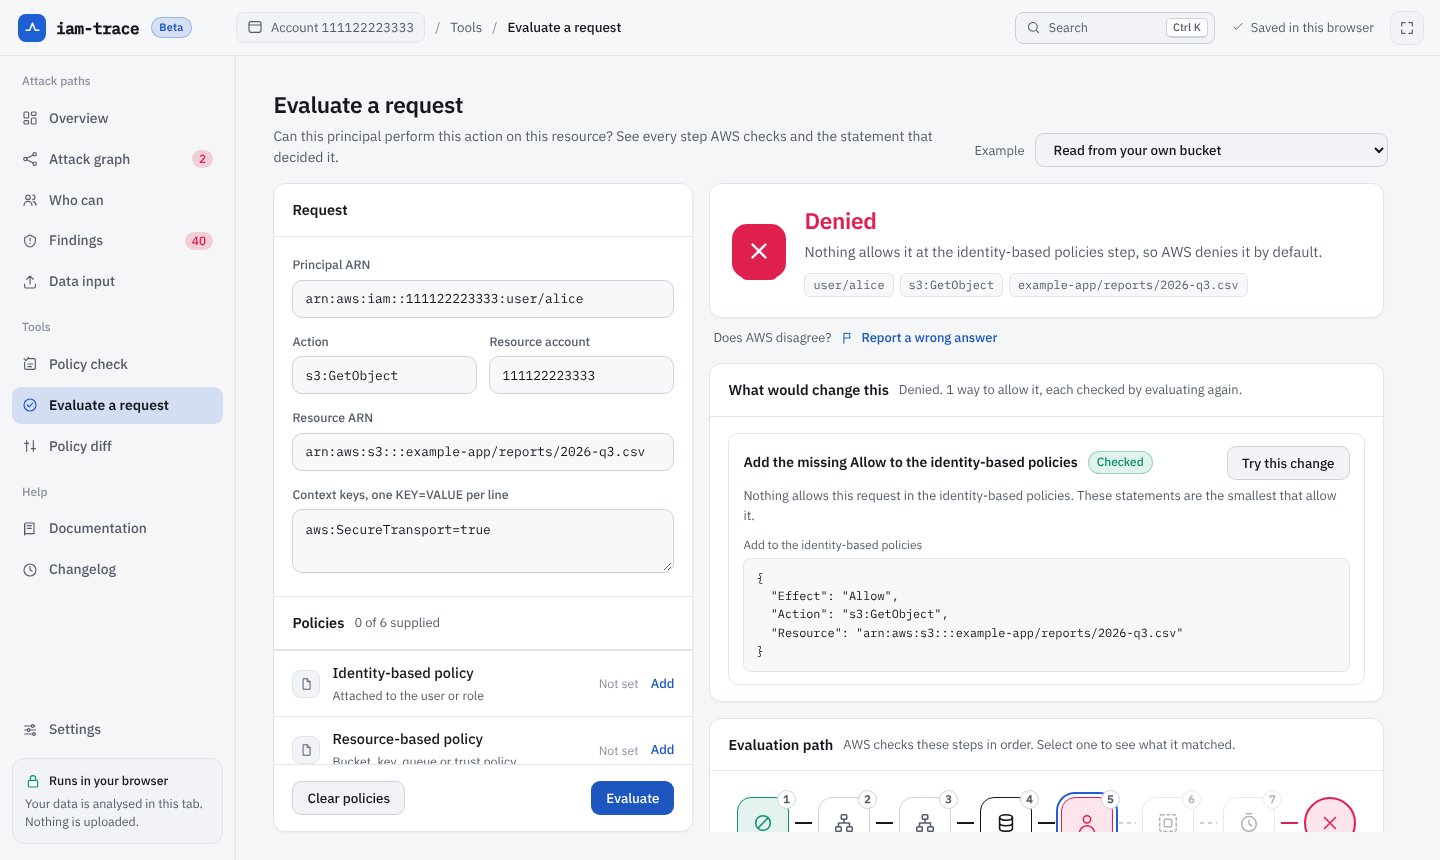 iam-trace
Beta
Account 111122223333 / Tools / Evaluate a request
Search
Ctrl K
Saved in this browser
Attack paths
Overview
Attack graph
2
Who can
Findings
40
Data input
Tools
Policy check
Evaluate a request
Policy diff
Help
Documentation
Changelog
Settings
Runs in your browser
Your data is analysed in this tab.
Nothing is uploaded.
Evaluate a request
Can this principal perform this action on this resource? See every step AWS checks and the statement that
decided it.
Example
Read from your own bucket
Request
Principal ARN
arn:aws:iam::111122223333:user/alice
Action
Resource account
s3:GetObject
111122223333
Resource ARN
arn:aws:s3:::example-app/reports/2026-q3.csv
Context keys, one KEY=VALUE per line
aws:SecureTransport=true
Policies
0 of 6 supplied
Identity-based policy
Attached to the user or role
Not set
Add
Resource-based policy
Bucket, key, queue or trust policy
Not set
Add
Clear policies
Evaluate
Denied
Nothing allows it at the identity-based policies step, so AWS denies it by default.
user/alice
s3:GetObject
example-app/reports/2026-q3.csv
Does AWS disagree?
Report a wrong answer
What would change this
Denied. 1 way to allow it, each checked by evaluating again.
Add the missing Allow to the identity-based policies
Checked
Try this change
Nothing allows this request in the identity-based policies. These statements are the smallest that allow
it.
Add to the identity-based policies
{
"Effect": "Allow",
"Action": "s3:GetObject",
"Resource": "arn:aws:s3:::example-app/reports/2026-q3.csv"
}
Evaluation path
AWS checks these steps in order. Select one to see what it matched.
1
2
3
4
5
6
7